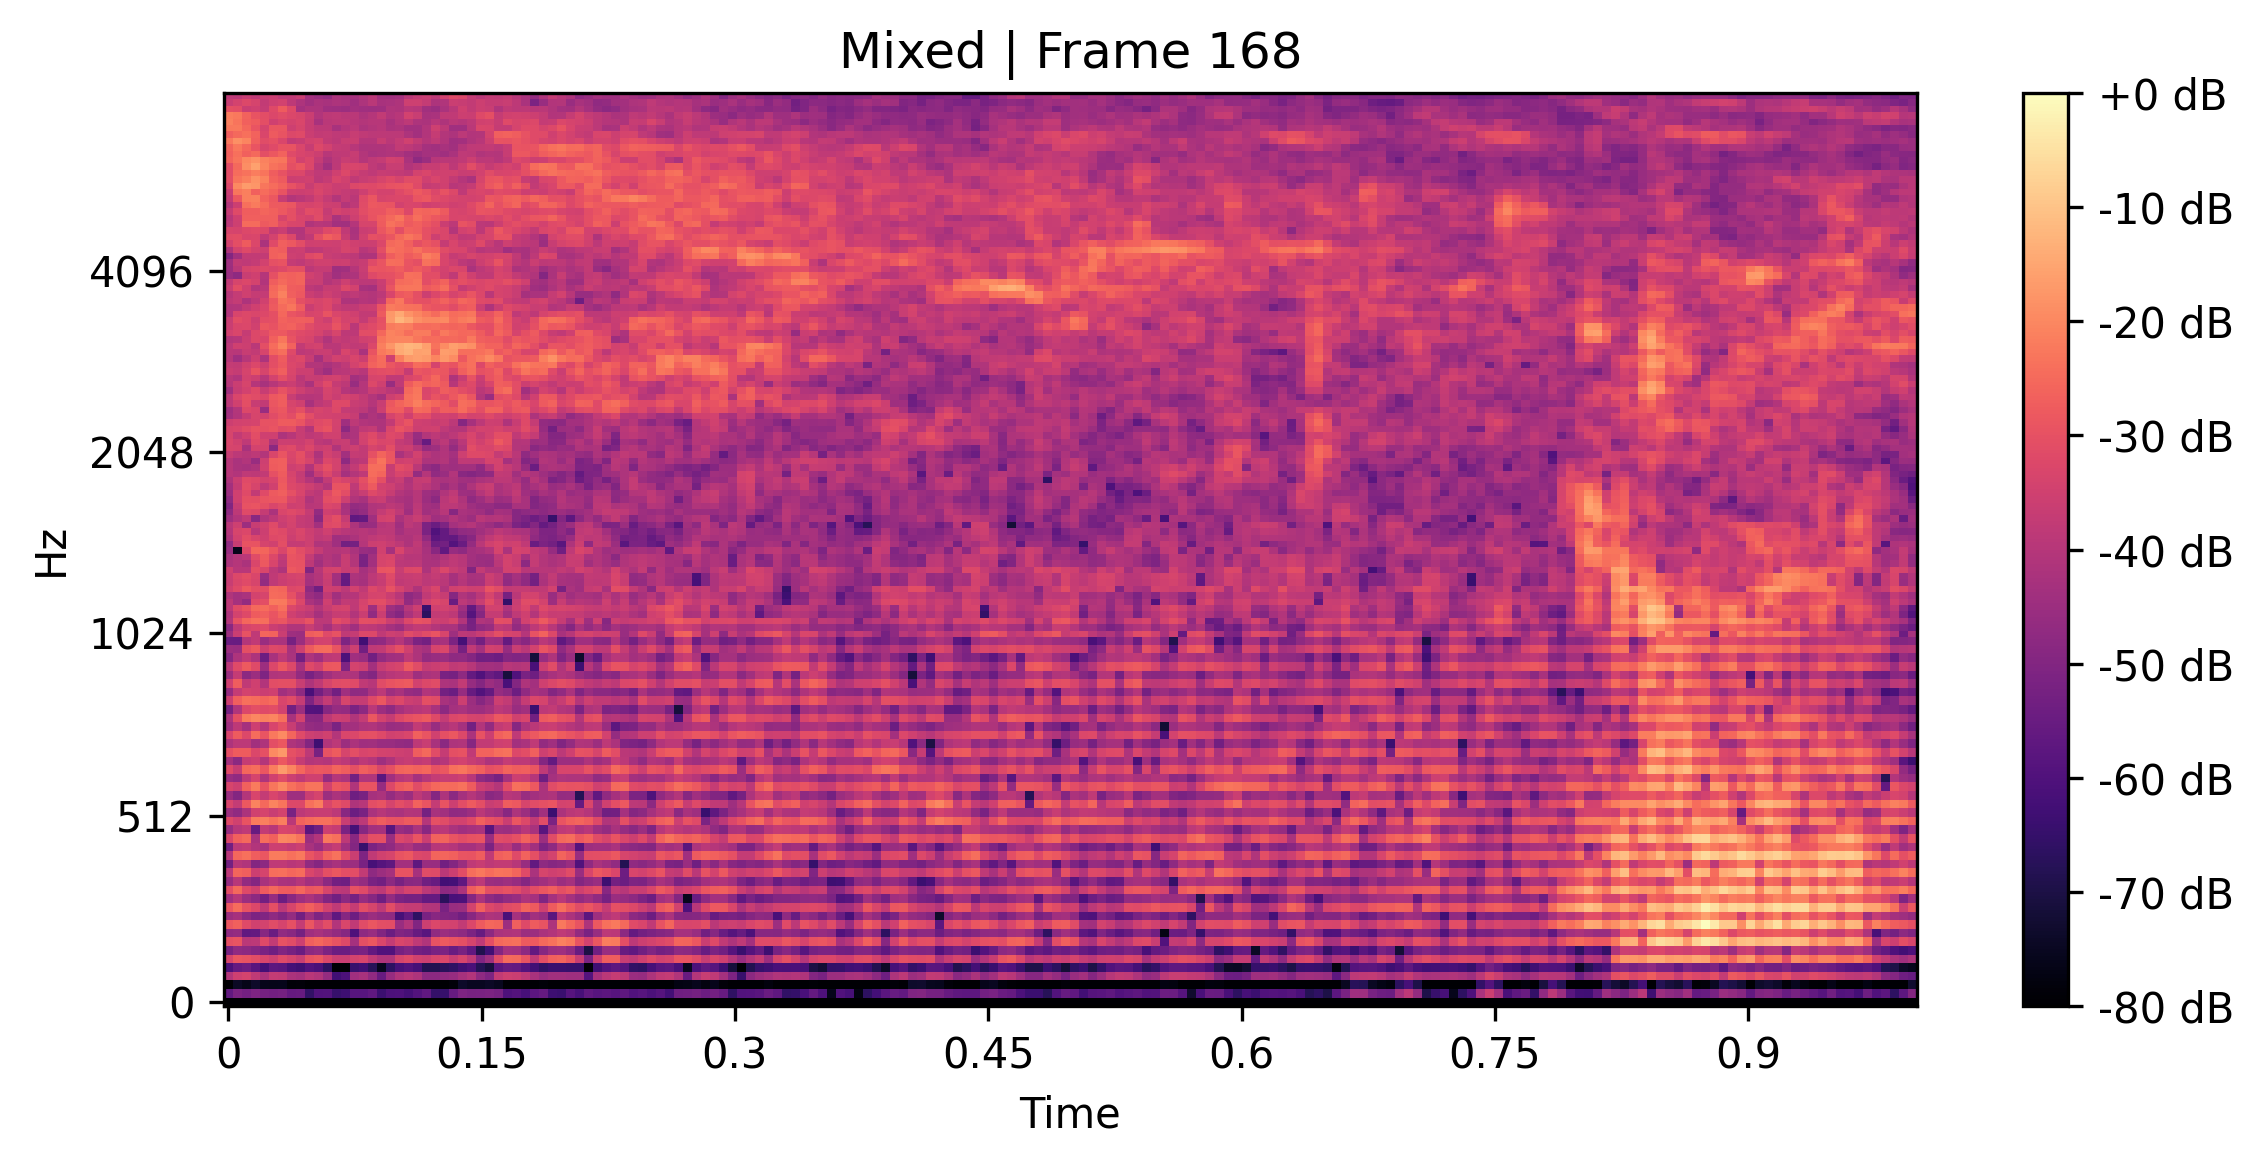 Mixed | Frame 168
+0 dB
-10 dB
-20 dB
-30 dB
-40 dB
-50 dB
-60 dB
-70 dB
-80 dB
Hz
4096
2048
1024
512
0
0 0.15 0.3 0.45 0.6 0.75 0.9
Time